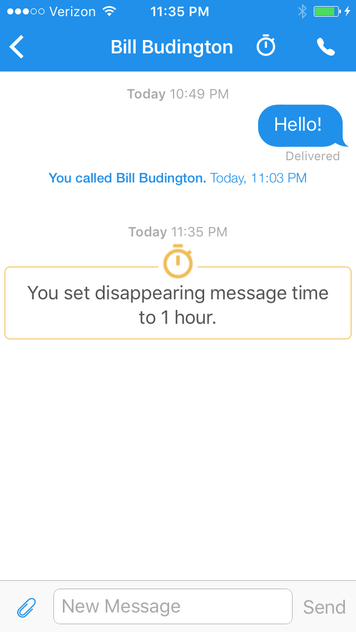 Verizon 11:35 PM
Bill Budington
Today 10:49 PM
Hello!
Delivered
You called Bill Budington. Today, 11:03 PM
Today 11:35 PM
You set disappearing message time
to 1 hour.
New Message Send